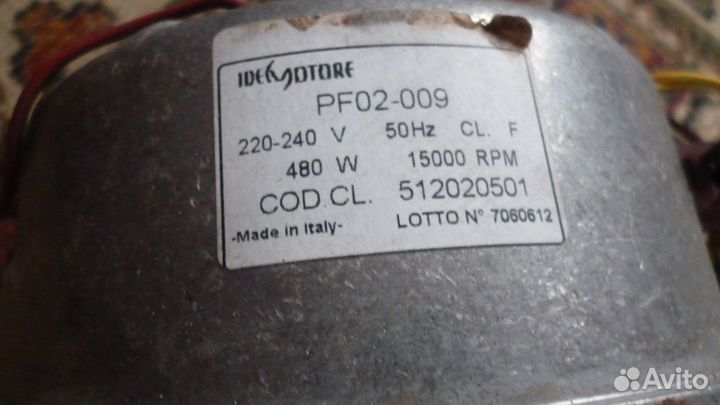 IDEAMOTORE
PF02-009
220-240 V 50Hz CL. F
480 W 15000 RPM
COD.CL. 512020501
-Made in Italy- LOTTO N° 7060612
Avito